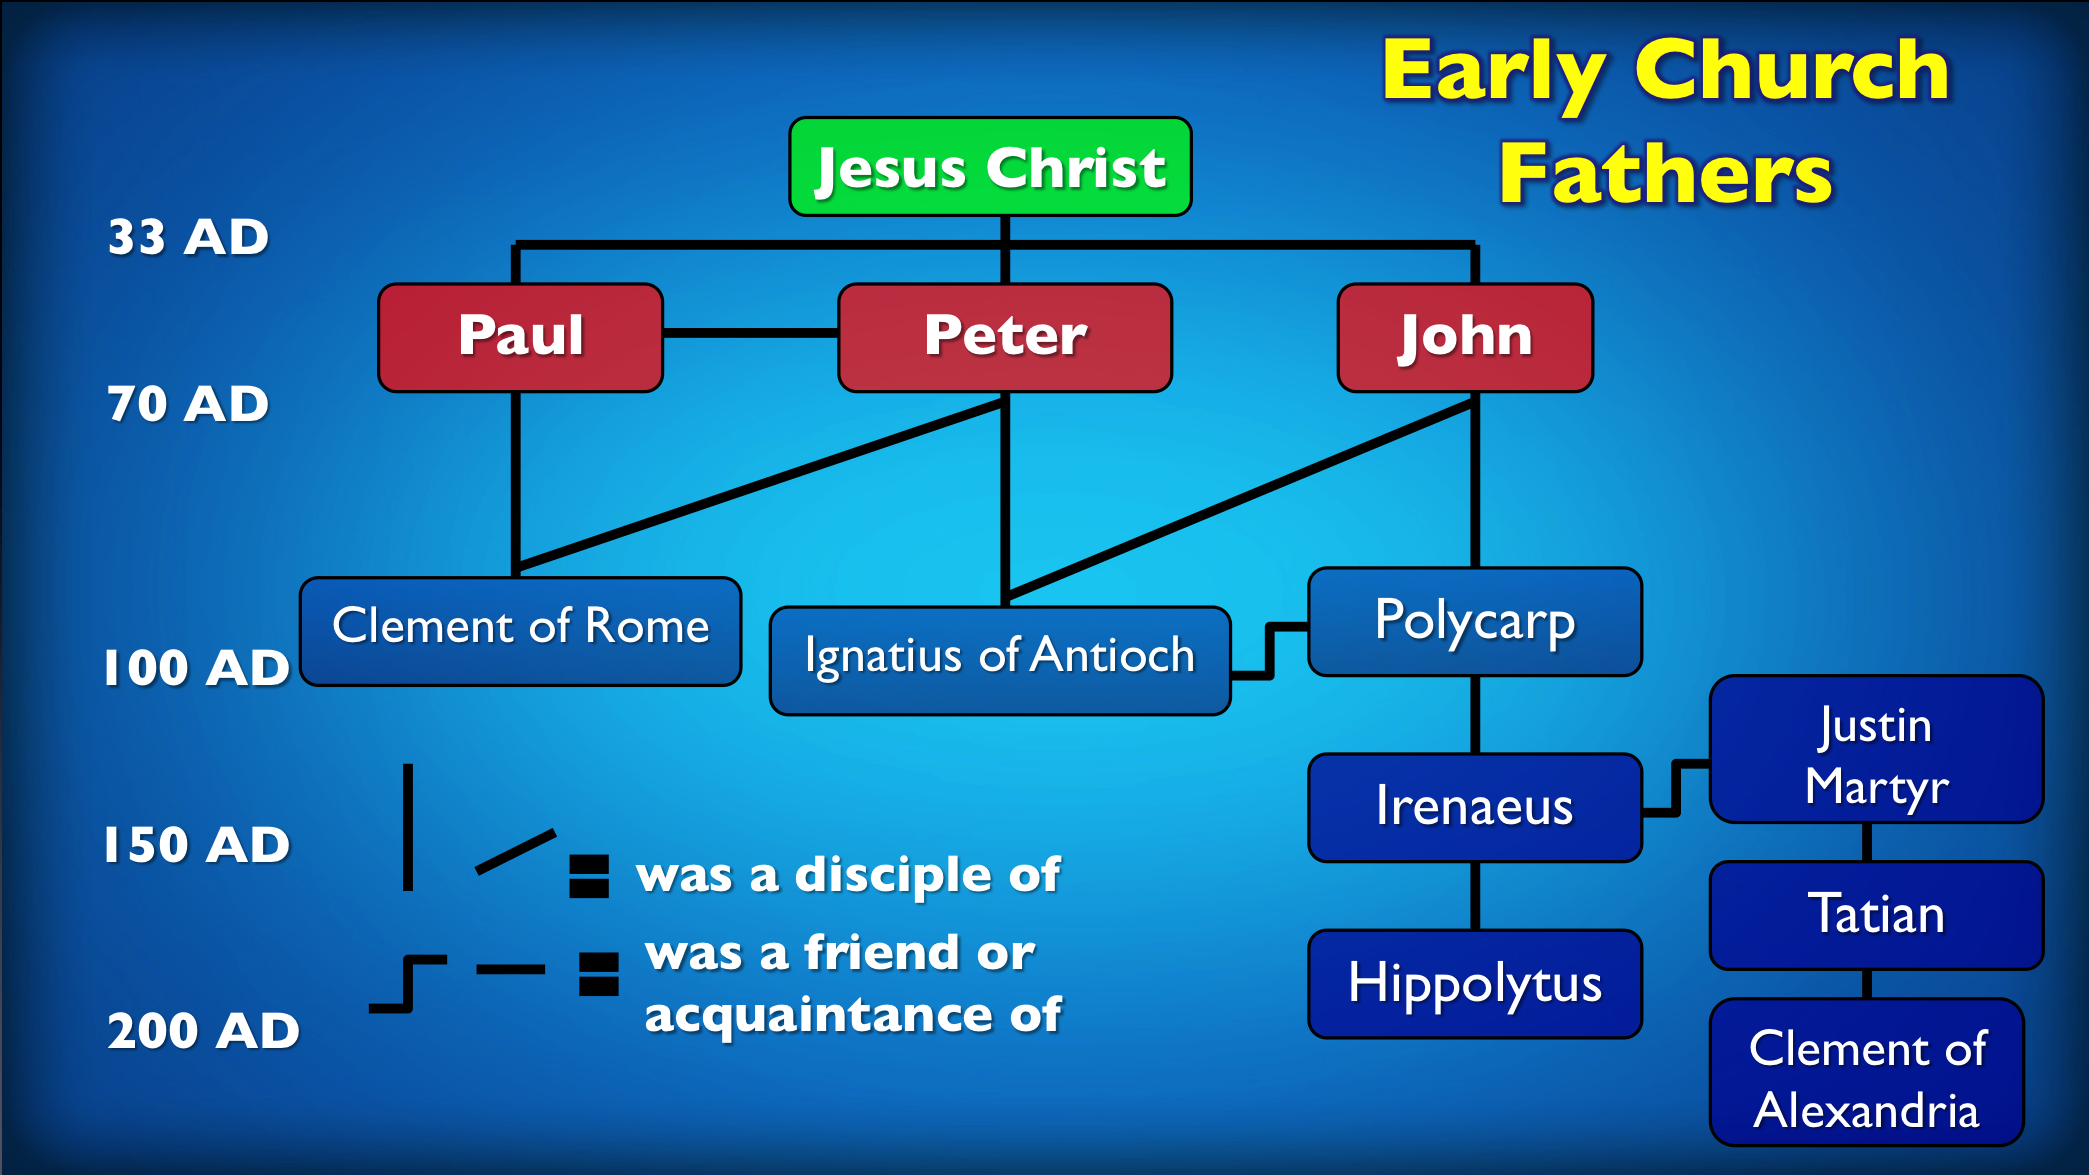 Early Church
Fathers
Jesus Christ
33 AD
Paul
Peter
John
70 AD
Clement of Rome
Ignatius of Antioch
Polycarp
100 AD
Justin
Martyr
Irenaeus
150 AD
= was a disciple of
Tatian
= was a friend or
acquaintance of
Hippolytus
200 AD
Clement of
Alexandria